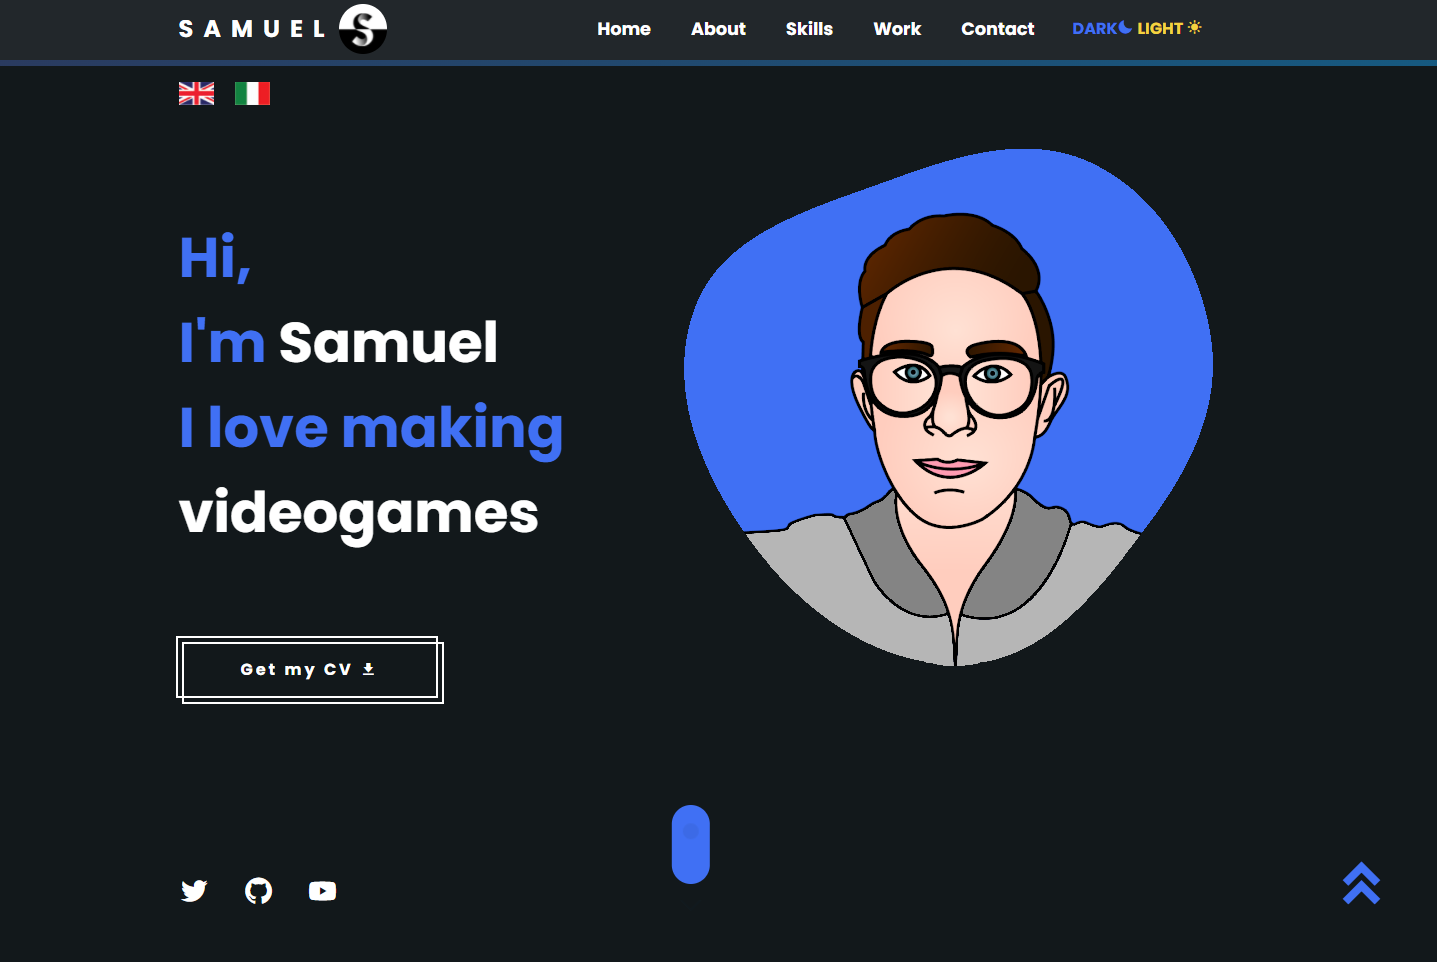 SAMUEL S
Home About Skills Work Contact DARK LIGHT
Hi,
I'm Samuel
I love making
videogames
Get my CV